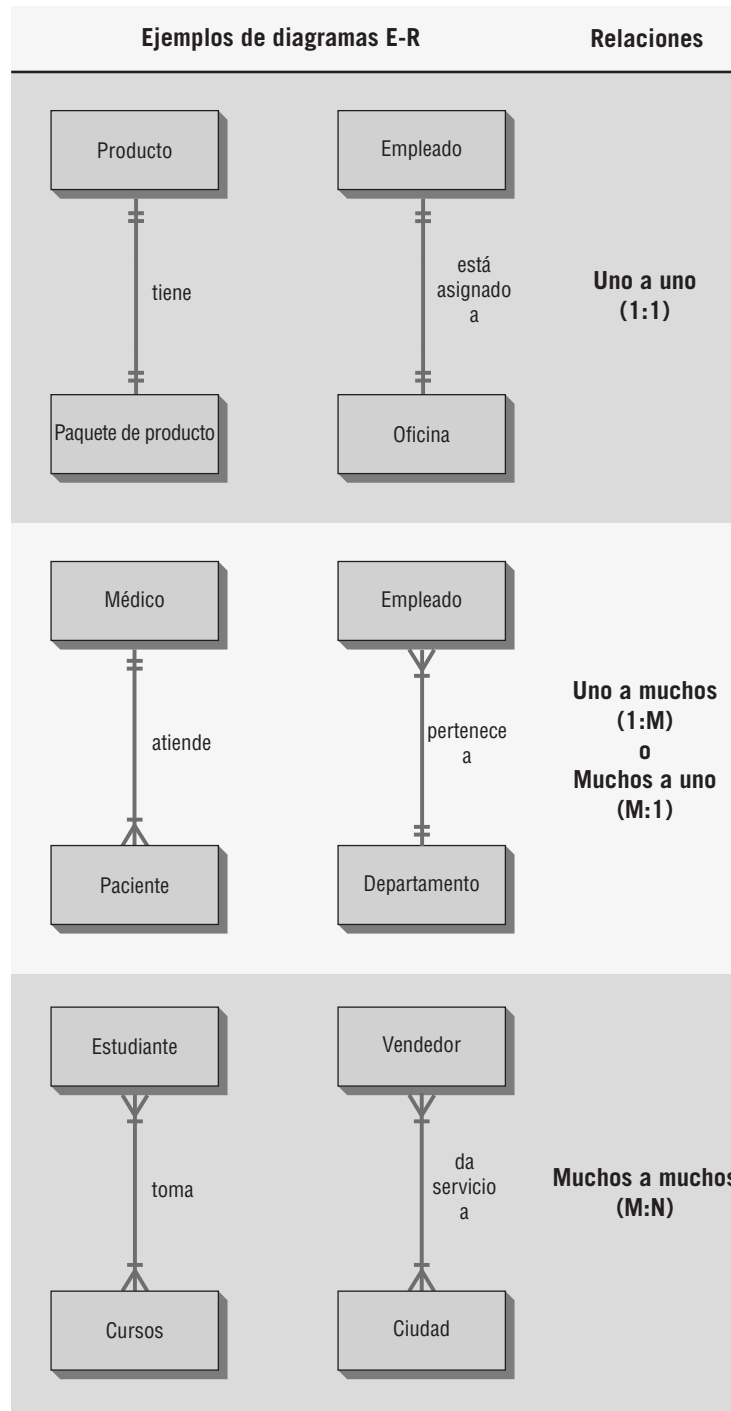 Ejemplos de diagramas E-R
Relaciones
Producto
Empleado
tiene
está
asignado
a
Uno a uno
(1:1)
Paquete de producto
Oficina
Médico
Empleado
atiende
pertenece
a
Uno a muchos
(1:M)
o
Muchos a uno
(M:1)
Paciente
Departamento
Estudiante
Vendedor
toma
da
servicio
a
Muchos a muchos
(M:N)
Cursos
Ciudad